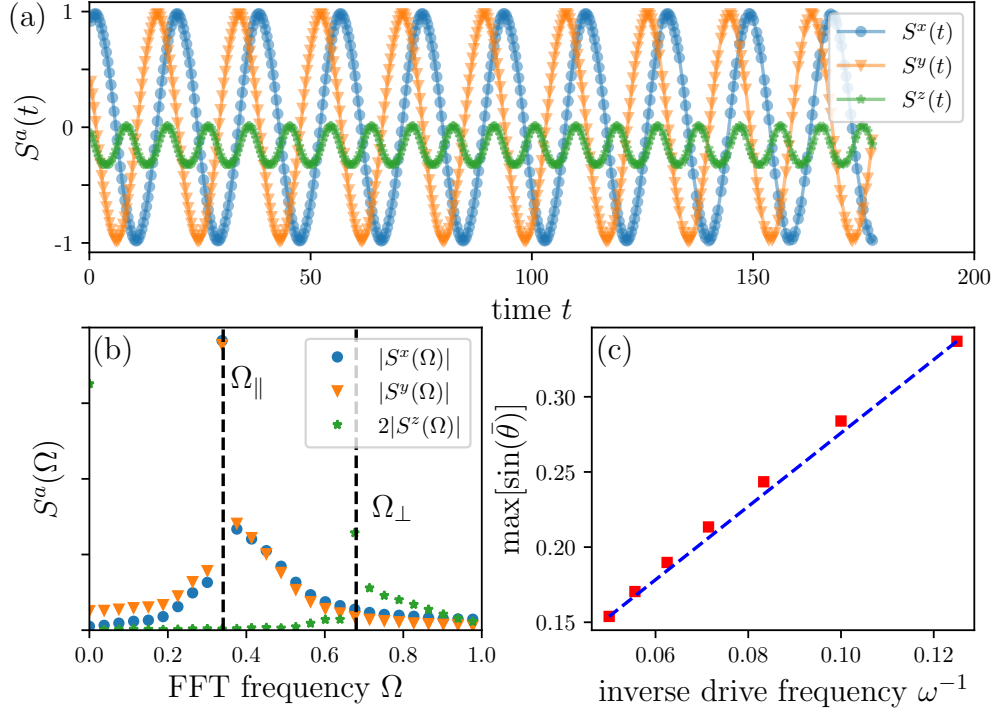 (a)
S^a(t)
1
0
-1
S^x(t)
S^y(t)
S^z(t)
0
50
100
150
200
time t
(b)
S^a(Ω)
Ω_∥
Ω_⊥
|S^x(Ω)|
|S^y(Ω)|
2|S^z(Ω)|
0.0
0.2
0.4
0.6
0.8
1.0
FFT frequency Ω
(c)
max[sin(θ̄)]
0.30
0.25
0.20
0.15
0.06
0.08
0.10
0.12
inverse drive frequency ω^{-1}